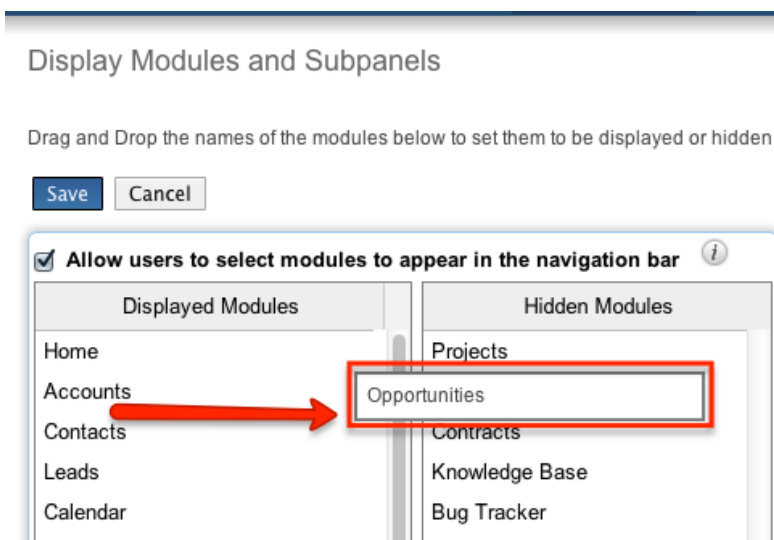 Display Modules and Subpanels
Drag and Drop the names of the modules below to set them to be displayed or hidden
Save Cancel
Allow users to select modules to appear in the navigation bar i
Displayed Modules Hidden Modules
Home Projects
Accounts Opportunities
Contacts Contracts
Leads Knowledge Base
Calendar Bug Tracker